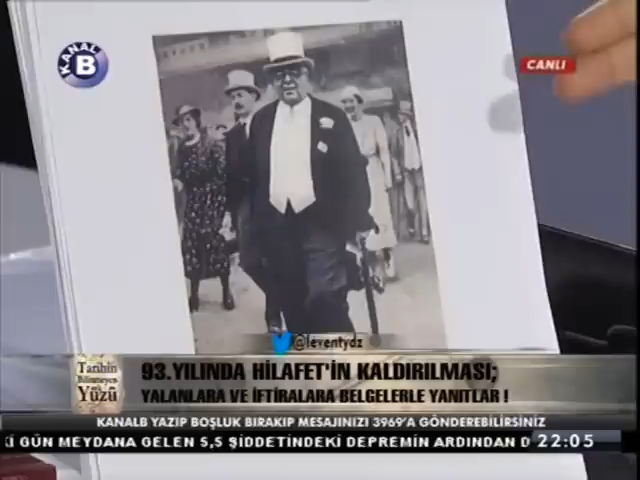 KANAL
B
CANLI
@leventydz
Tarihin
Bilinmeyen
Yüzü
93.YILINDA HİLAFET'İN KALDIRILMASI;
YALANLARA VE İFTİRALARA BELGELERLE YANITLAR !
KANALB YAZIP BOŞLUK BIRAKIP MESAJINIZI 3969'A GÖNDEREBİLİRSİNİZ
Kİ GÜN MEYDANA GELEN 5,5 ŞİDDETİNDEKİ DEPREMİN ARDINDAN D
22:05